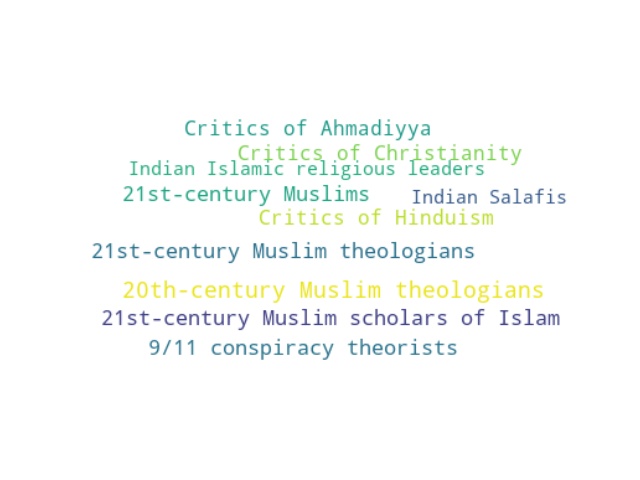 Critics of Ahmadiyya
Critics of Christianity
Indian Islamic religious leaders
21st-century Muslims
Indian Salafis
Critics of Hinduism
21st-century Muslim theologians
20th-century Muslim theologians
21st-century Muslim scholars of Islam
9/11 conspiracy theorists